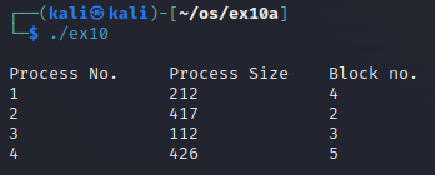 ┌──(kali㉿kali)-[~/os/ex10a]
└─$ ./ex10
Process No. Process Size Block no.
1 212 4
2 417 2
3 112 3
4 426 5